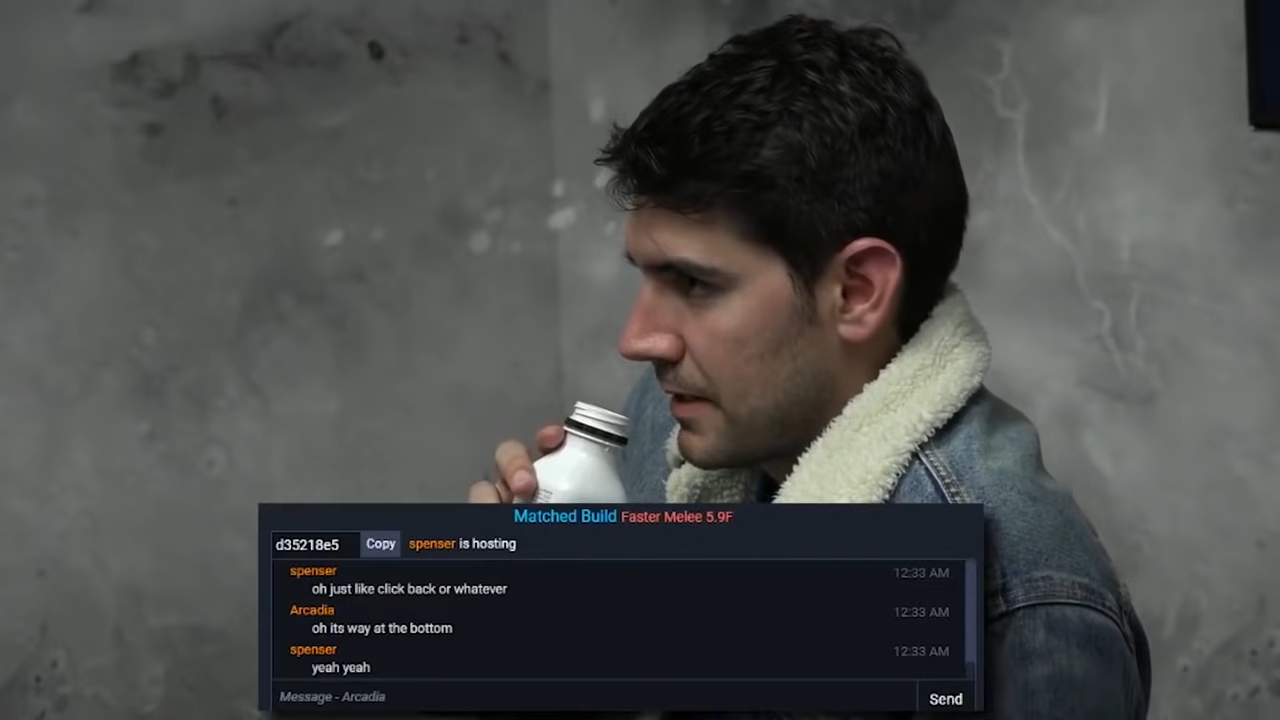 Matched Build Faster Melee 5.9F
d35218e5 Copy spenser is hosting
spenser 12:33 AM
oh just like click back or whatever
Arcadia 12:33 AM
oh its way at the bottom
spenser 12:33 AM
yeah yeah
Message - Arcadia Send